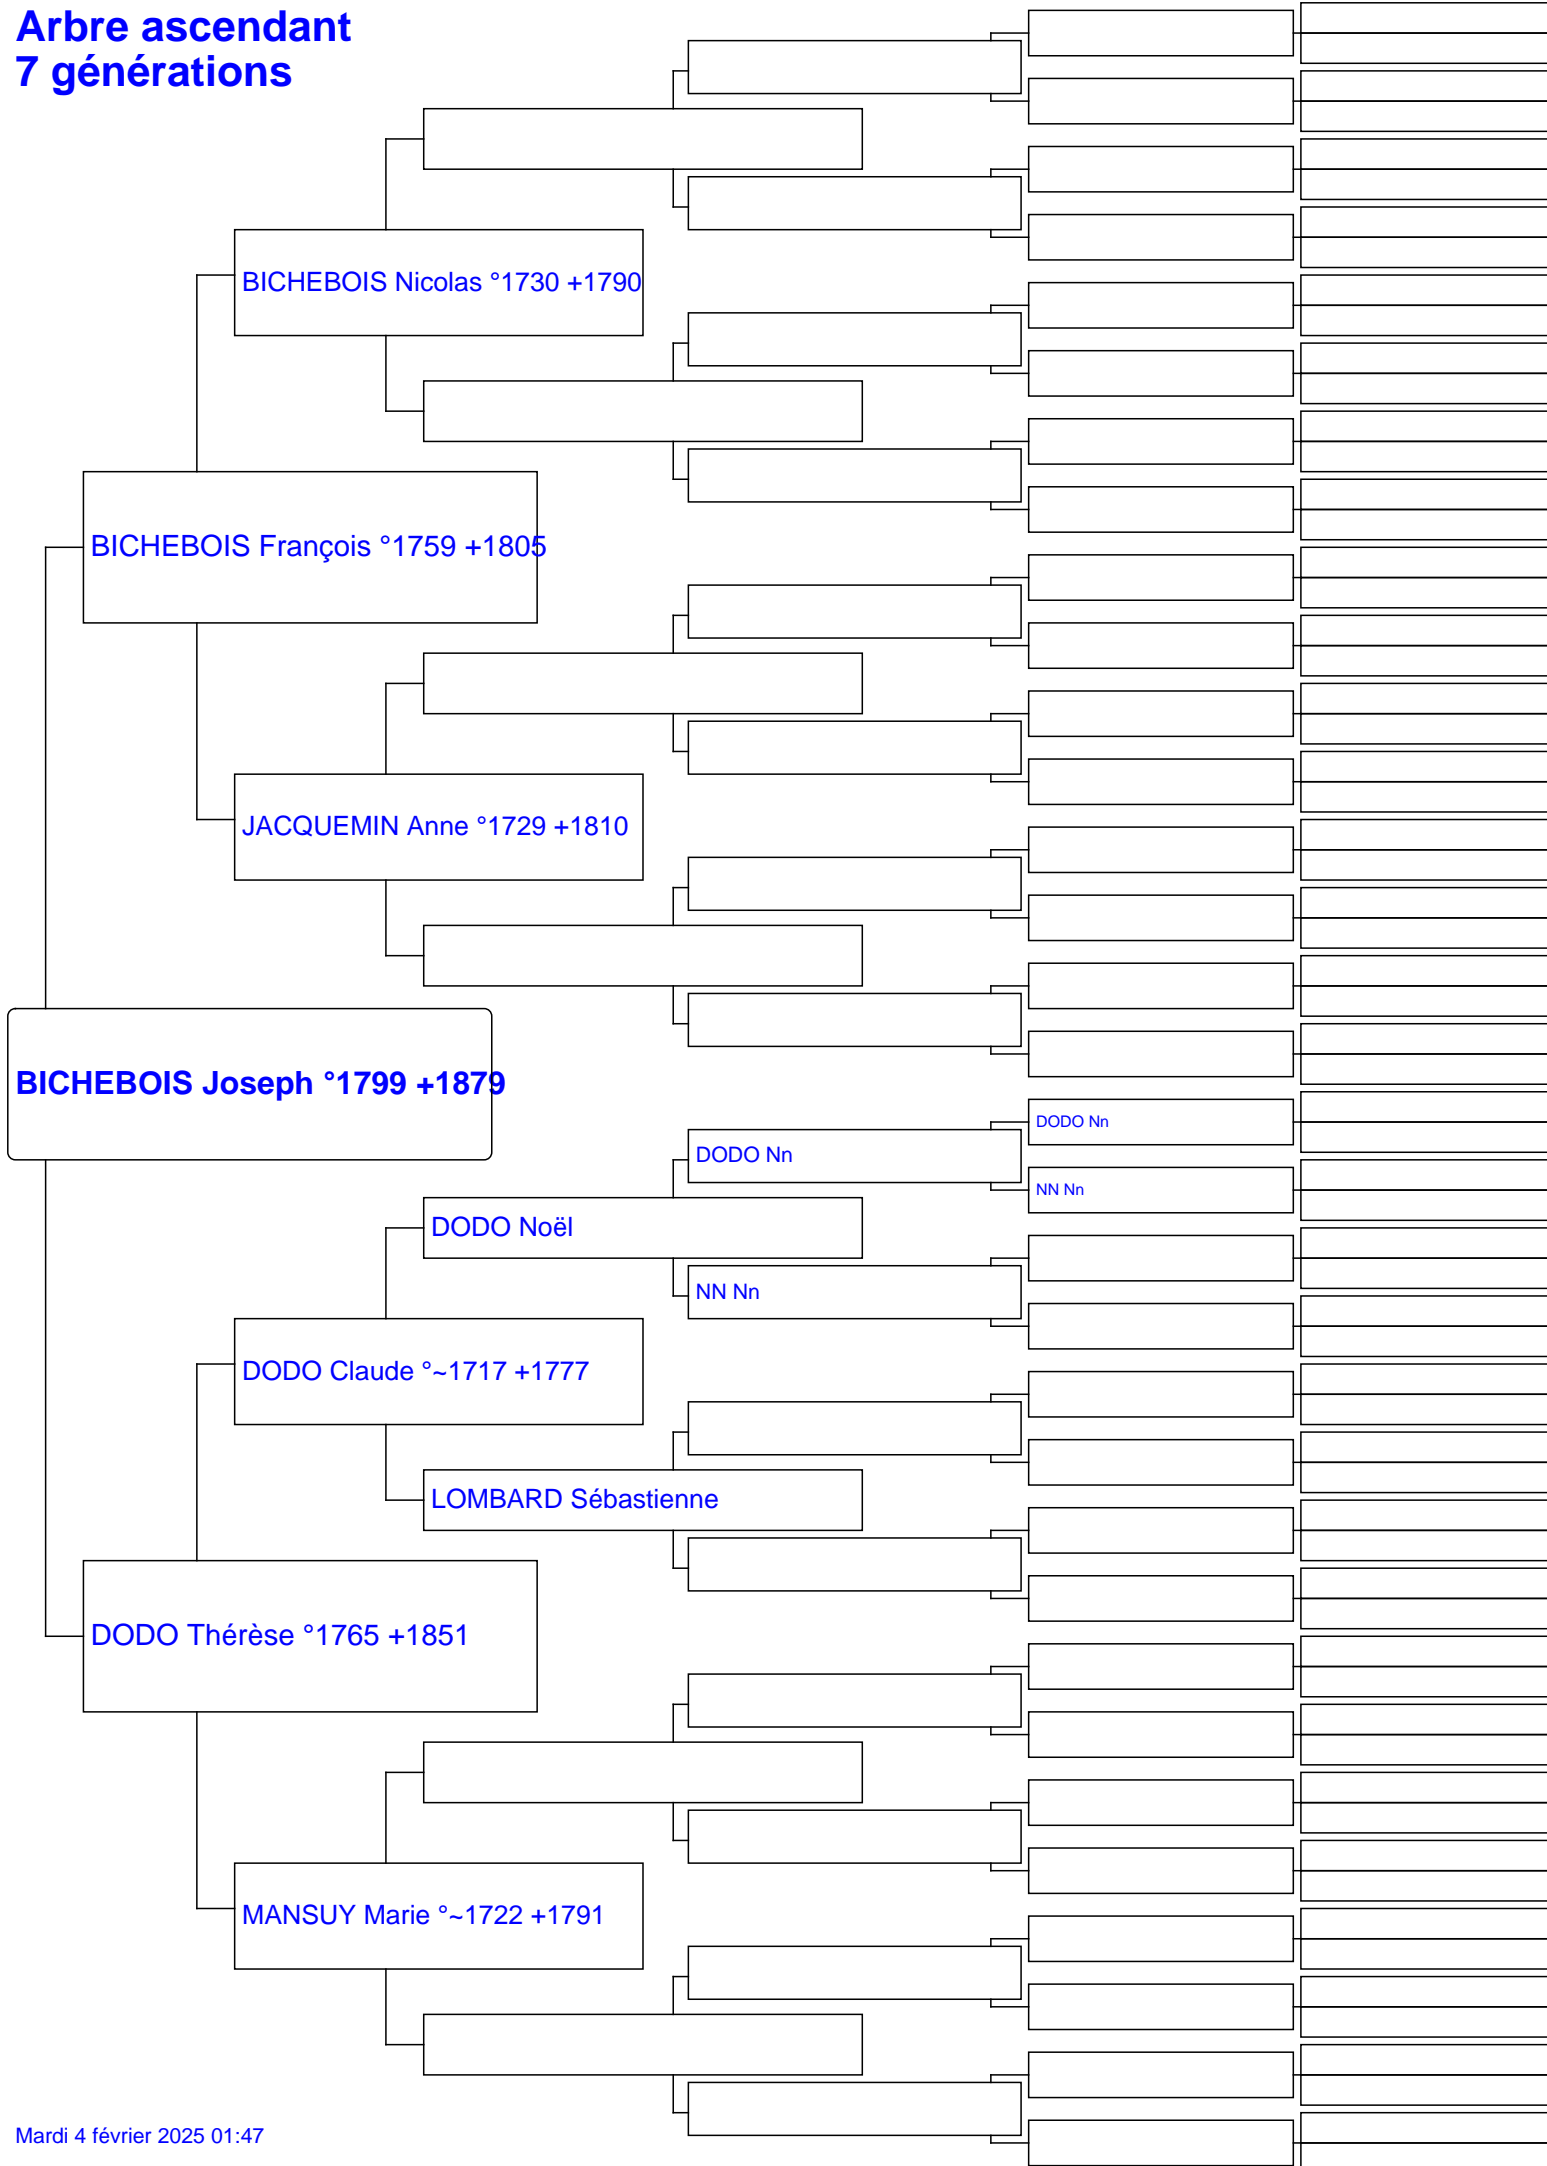 Arbre ascendant
7 générations
BICHEBOIS Nicolas °1730 +1790
BICHEBOIS François °1759 +1805
JACQUEMIN Anne °1729 +1810
BICHEBOIS Joseph °1799 +1879
DODO Nn
DODO Nn
NN Nn
DODO Noël
NN Nn
DODO Claude °~1717 +1777
LOMBARD Sébastienne
DODO Thérèse °1765 +1851
MANSUY Marie °~1722 +1791
Mardi 4 février 2025 01:47